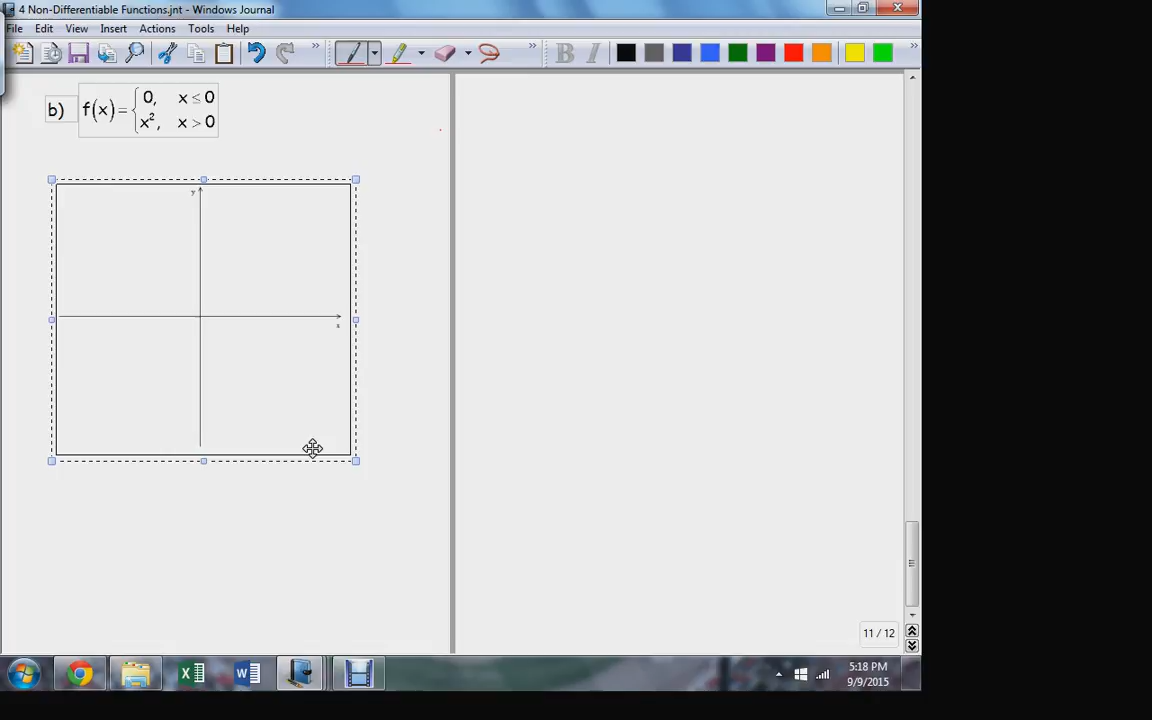 4 Non-Differentiable Functions.jnt - Windows Journal
File Edit View Insert Actions Tools Help
B I
b) f(x) = { 0, x ≤ 0
x², x > 0
y
x
11 / 12
5:18 PM
9/9/2015